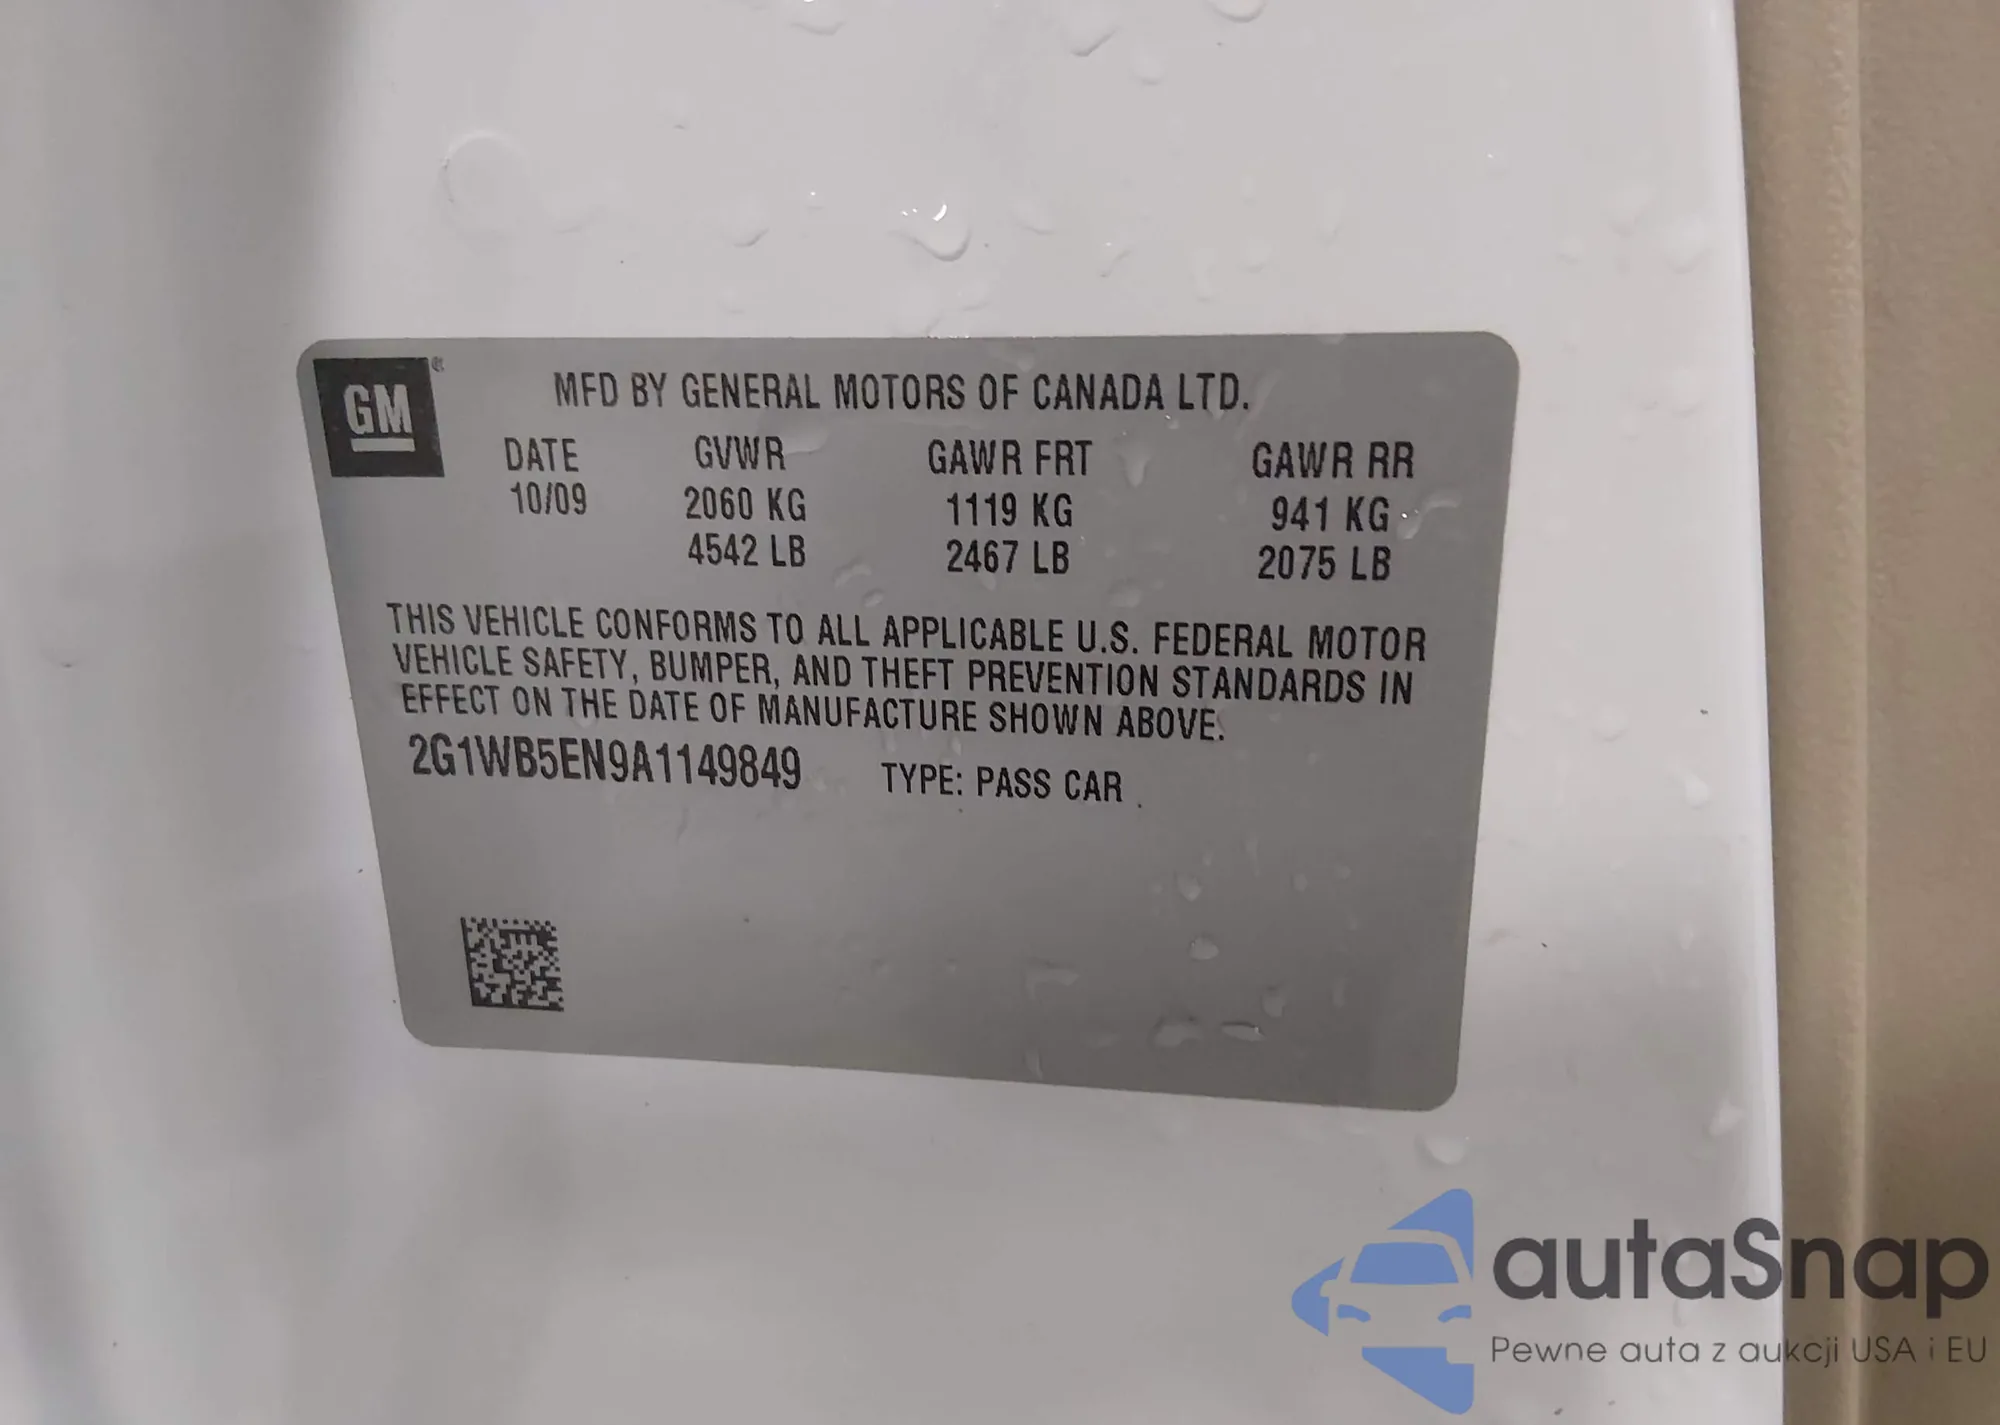 GM
MFD BY GENERAL MOTORS OF CANADA LTD.
DATE GVWR GAWR FRT GAWR RR
10/09 2060 KG 1119 KG 941 KG
4542 LB 2467 LB 2075 LB
THIS VEHICLE CONFORMS TO ALL APPLICABLE U.S. FEDERAL MOTOR
VEHICLE SAFETY, BUMPER, AND THEFT PREVENTION STANDARDS IN
EFFECT ON THE DATE OF MANUFACTURE SHOWN ABOVE.
2G1WB5EN9A1149849 TYPE: PASS CAR
autaSnap
Pewne auta z aukcji USA i EU